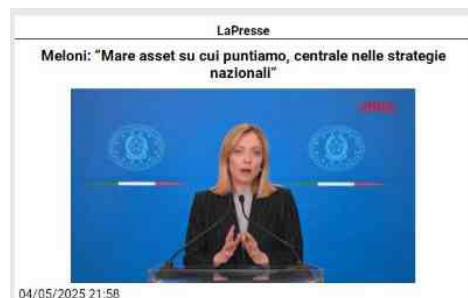 LaPresse
Meloni: “Mare asset su cui puntiamo, centrale nelle strategie
nazionali”
04/05/2025 21:58